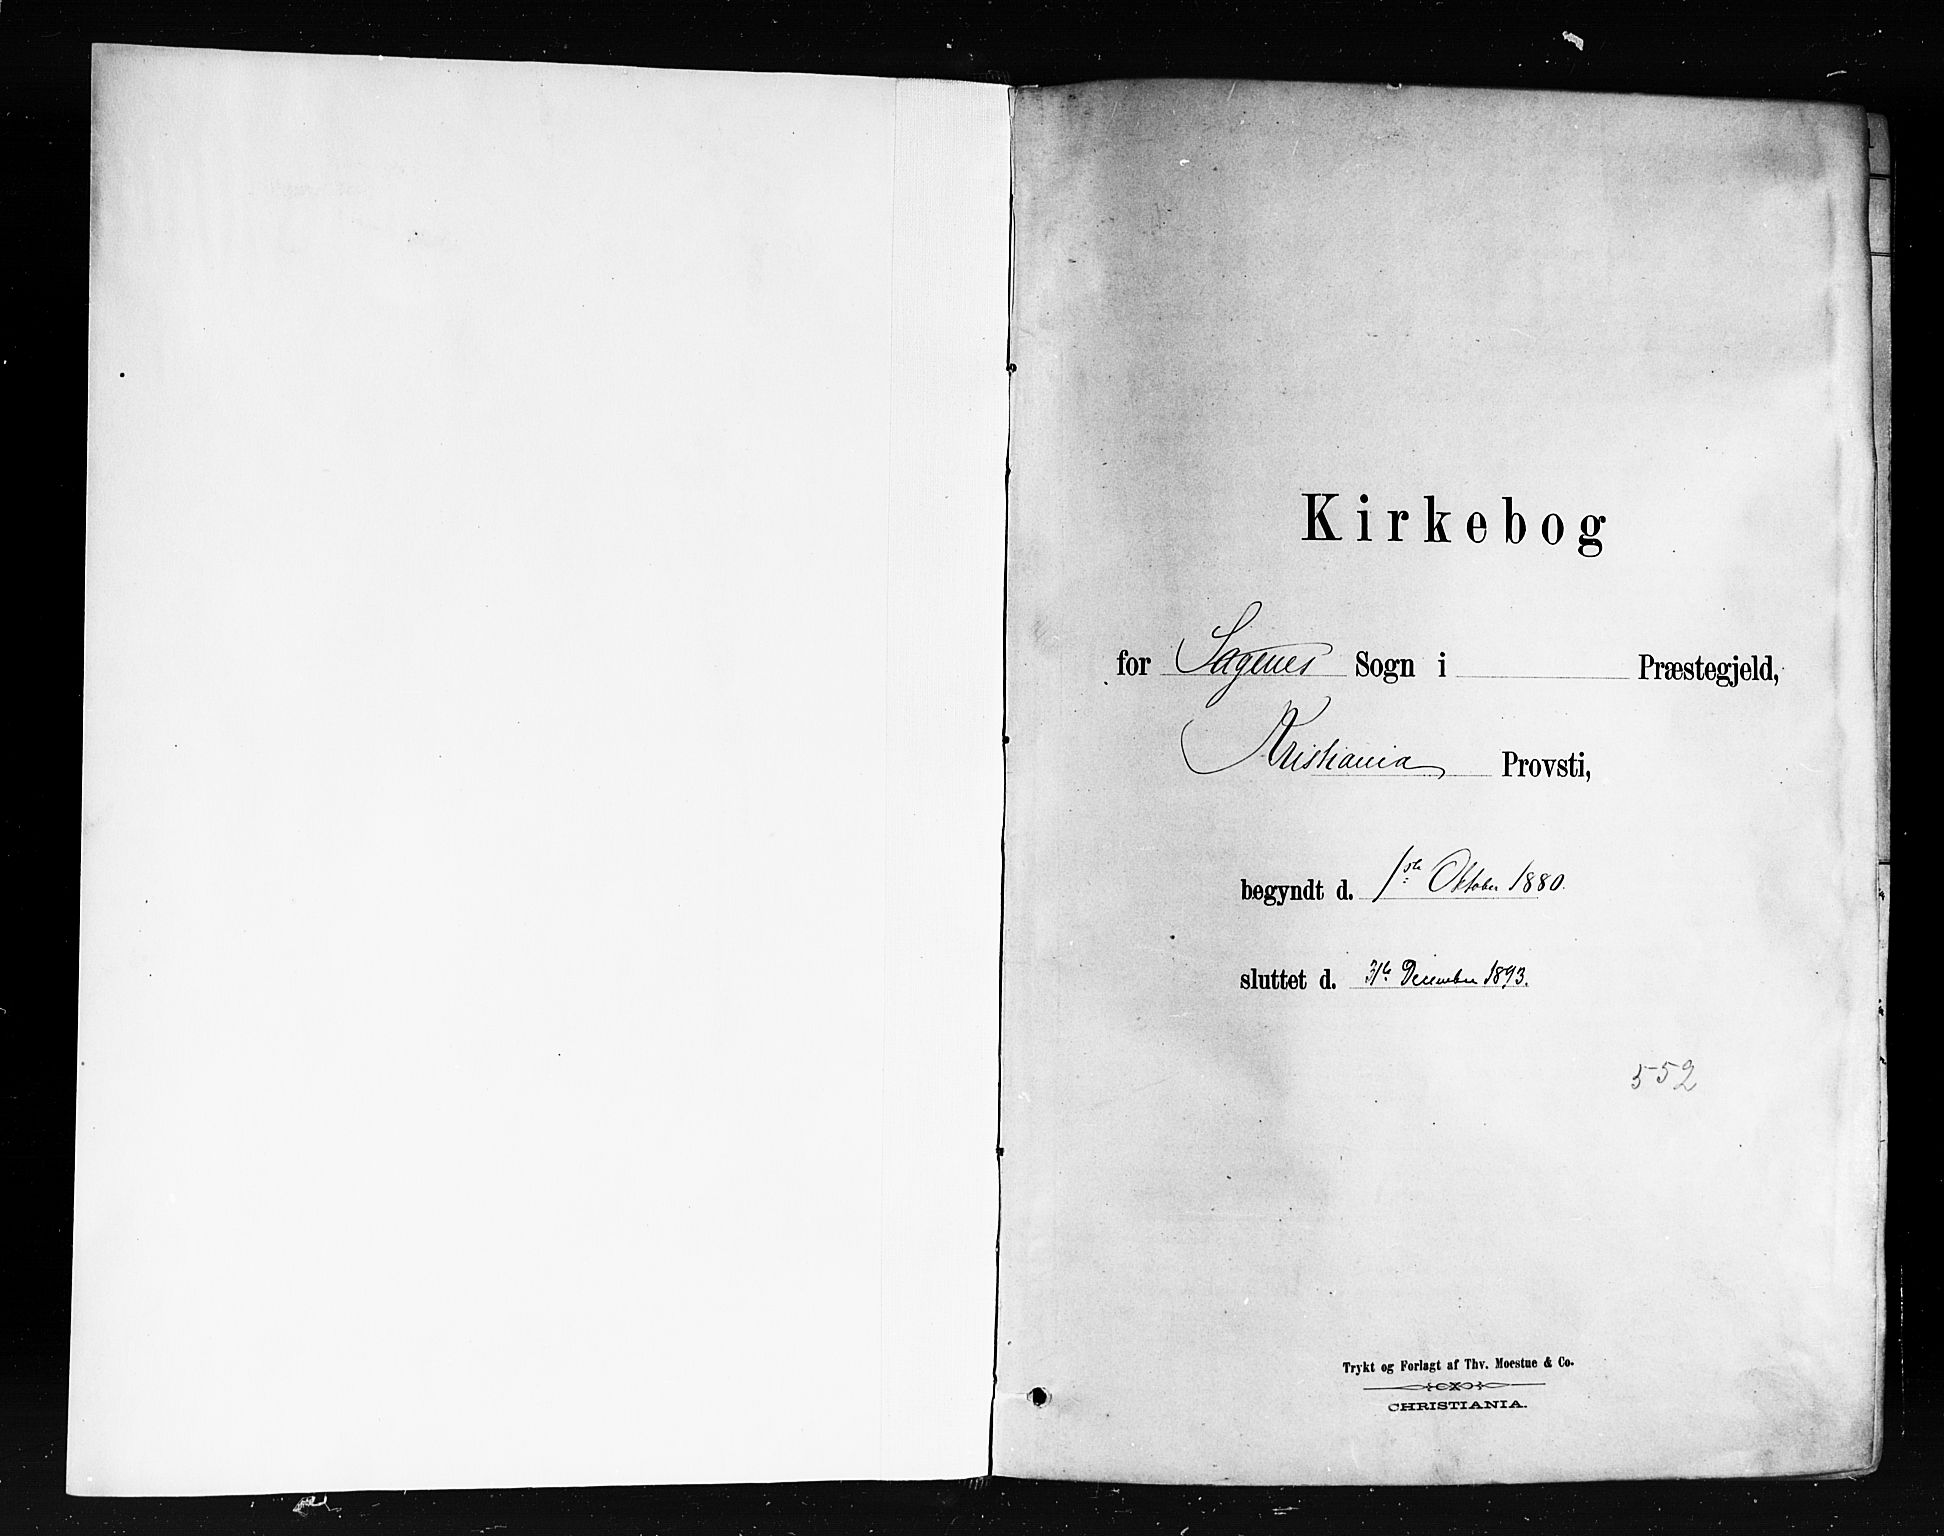 Kirkebog
for Sagenes Sogn i Præstegjeld,
Kristiania Provsti,
begyndt d. 1ste Oktober 1880.
sluttet d. 31te December 1893.
552
Trykt og Forlagt af Thv. Moestue & Co.
CHRISTIANIA.